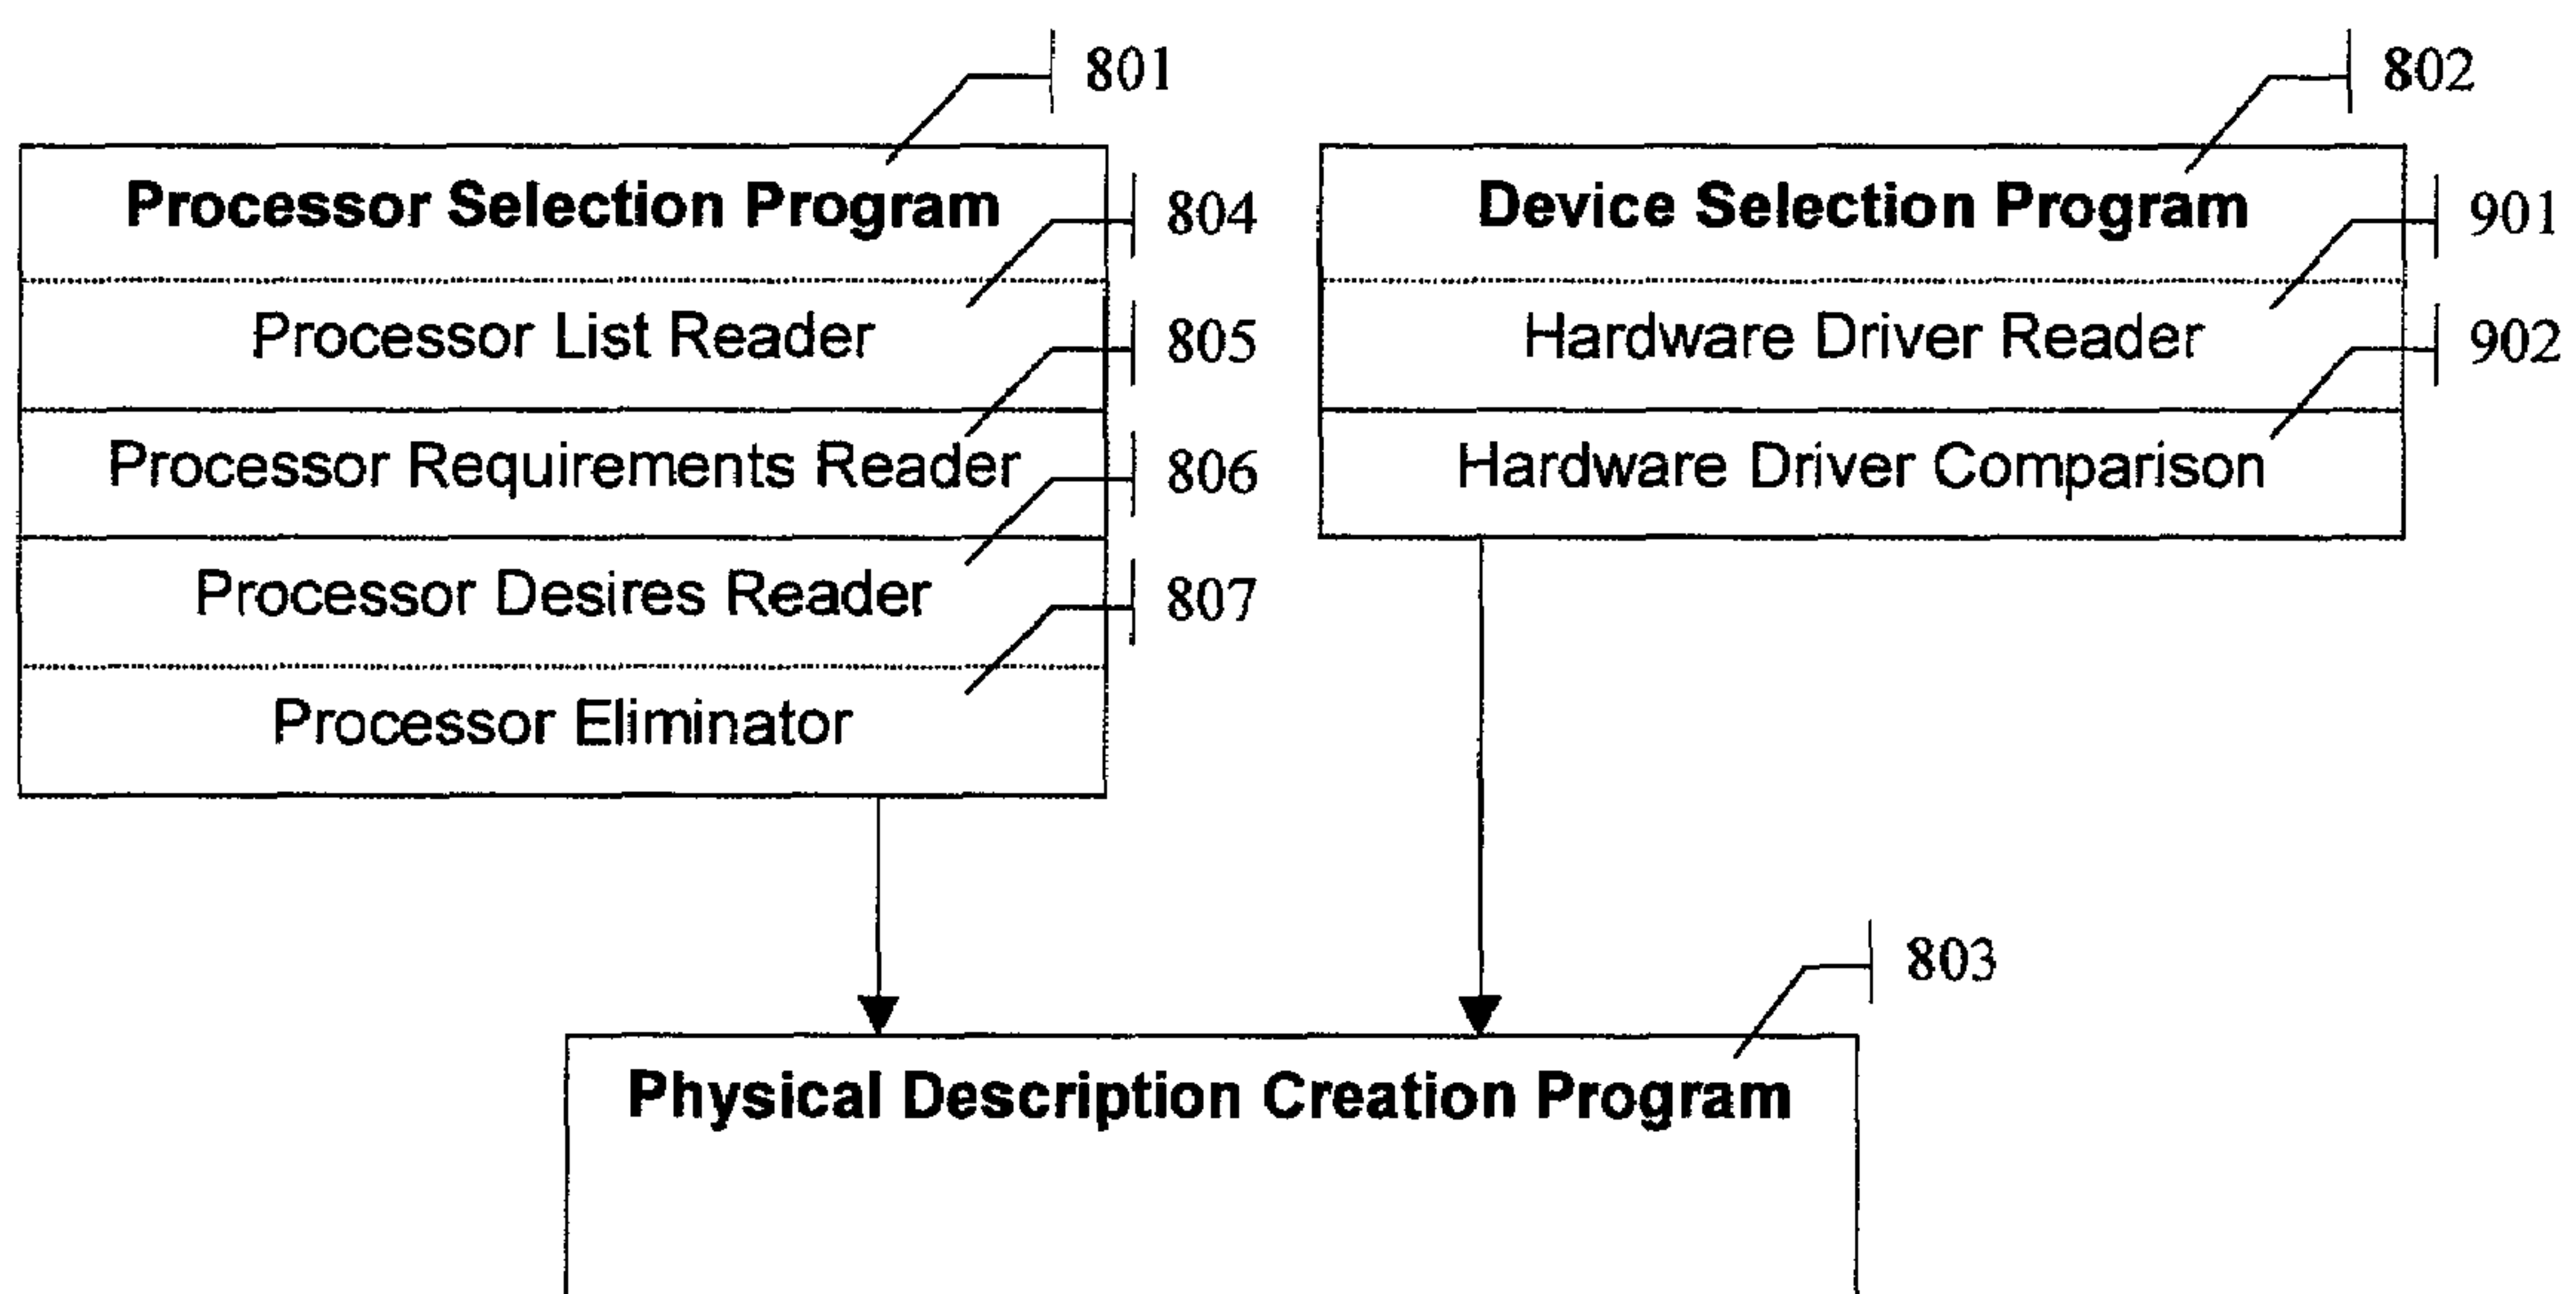 801
Processor Selection Program
804
Processor List Reader
805
Processor Requirements Reader
806
Processor Desires Reader
807
Processor Eliminator
802
Device Selection Program
901
Hardware Driver Reader
902
Hardware Driver Comparison
803
Physical Description Creation Program